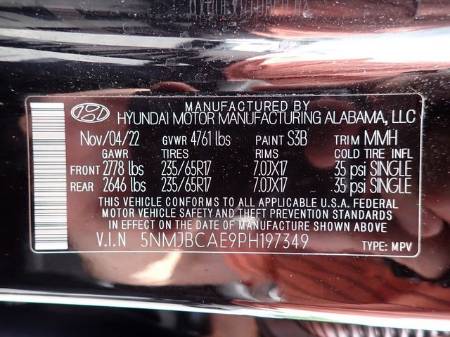 MANUFACTURED BY
HYUNDAI MOTOR MANUFACTURING ALABAMA, LLC
Nov/04/22 GVWR 4761 lbs PAINT S3B TRIM MMH
GAWR TIRES RIMS COLD TIRE INFL
FRONT 2778 lbs 235/65R17 7.0JX17 35 psi SINGLE
REAR 2646 lbs 235/65R17 7.0JX17 35 psi SINGLE
THIS VEHICLE CONFORMS TO ALL APPLICABLE U.S.A. FEDERAL
MOTOR VEHICLE SAFETY AND THEFT PREVENTION STANDARDS
IN EFFECT ON THE DATE OF MANUFACTURE SHOWN ABOVE.
V.I.N 5NMJBCAE9PH197349 TYPE: MPV